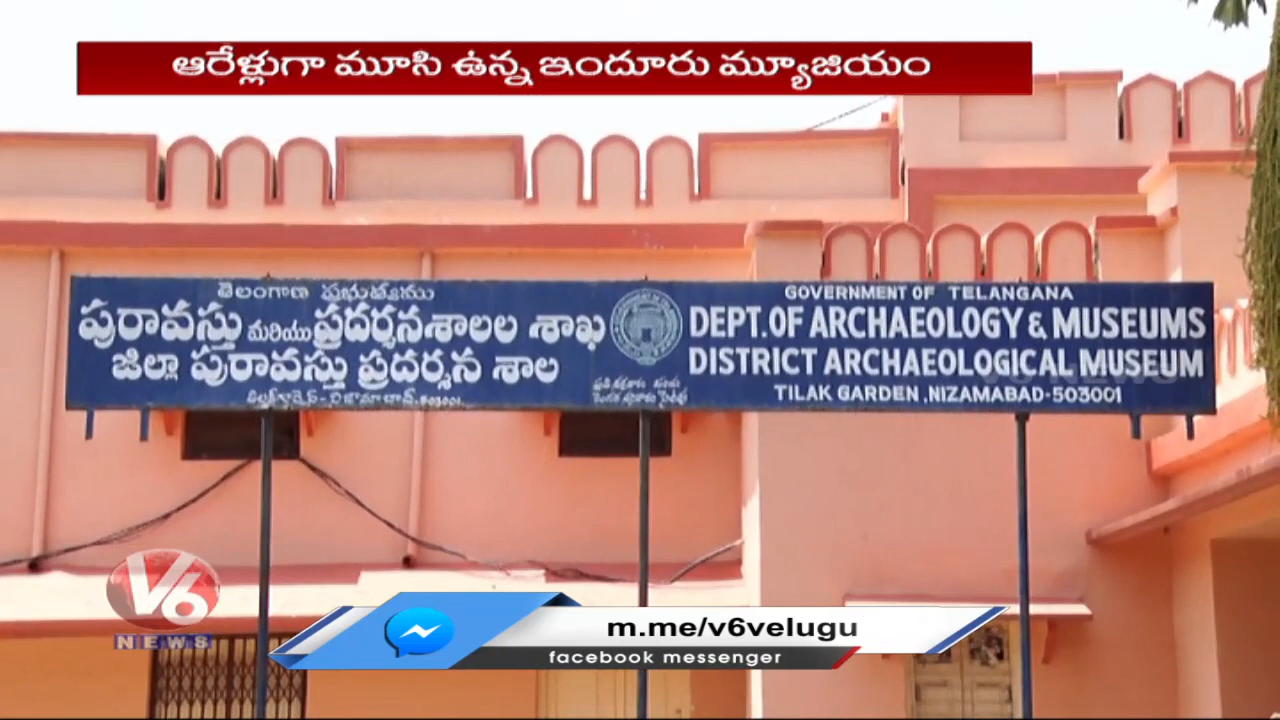 ఆరేళ్లుగా మూసి ఉన్న ఇందూరు మ్యూజియం
తెలంగాణ ప్రభుత్వము
పురావస్తు మరియు ప్రదర్శనశాలల శాఖ
జిల్లా పురావస్తు ప్రదర్శన శాల
GOVERNMENT OF TELANGANA
DEPT. OF ARCHAEOLOGY & MUSEUMS
DISTRICT ARCHAEOLOGICAL MUSEUM
TILAK GARDEN, NIZAMABAD-503001
V6
NEWS
m.me/v6velugu
facebook messenger